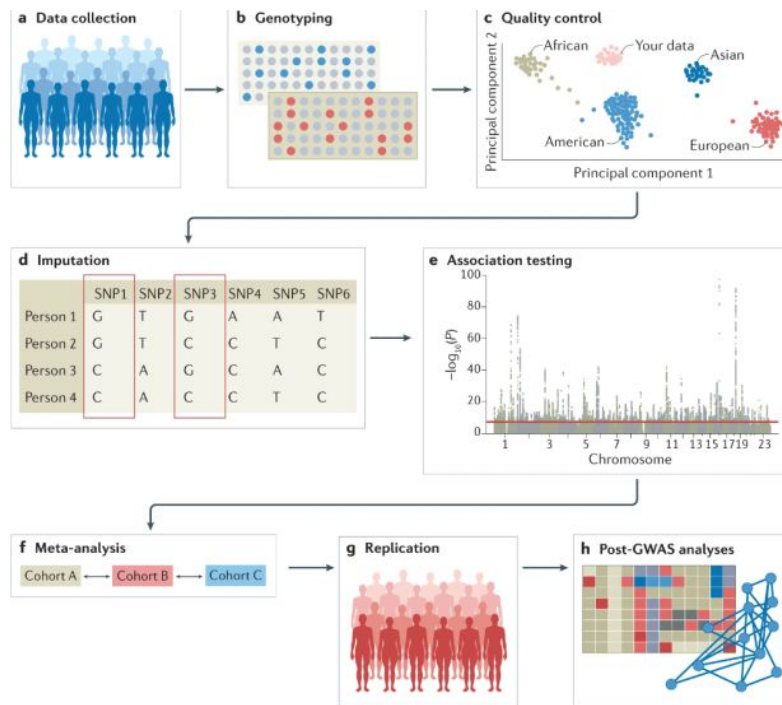 a Data collection
b Genotyping
c Quality control
Principal component 2
African
Your data
Asian
American
European
Principal component 1
d Imputation
SNP1 SNP2 SNP3 SNP4 SNP5 SNP6
Person 1 G T G A A T
Person 2 G T C C T C
Person 3 C A G C A C
Person 4 C A C C T C
e Association testing
−log10(P)
100
80
60
40
20
0
1 3 5 7 9 11 13 15 17 19 23
Chromosome
f Meta-analysis
Cohort A Cohort B Cohort C
g Replication
h Post-GWAS analyses